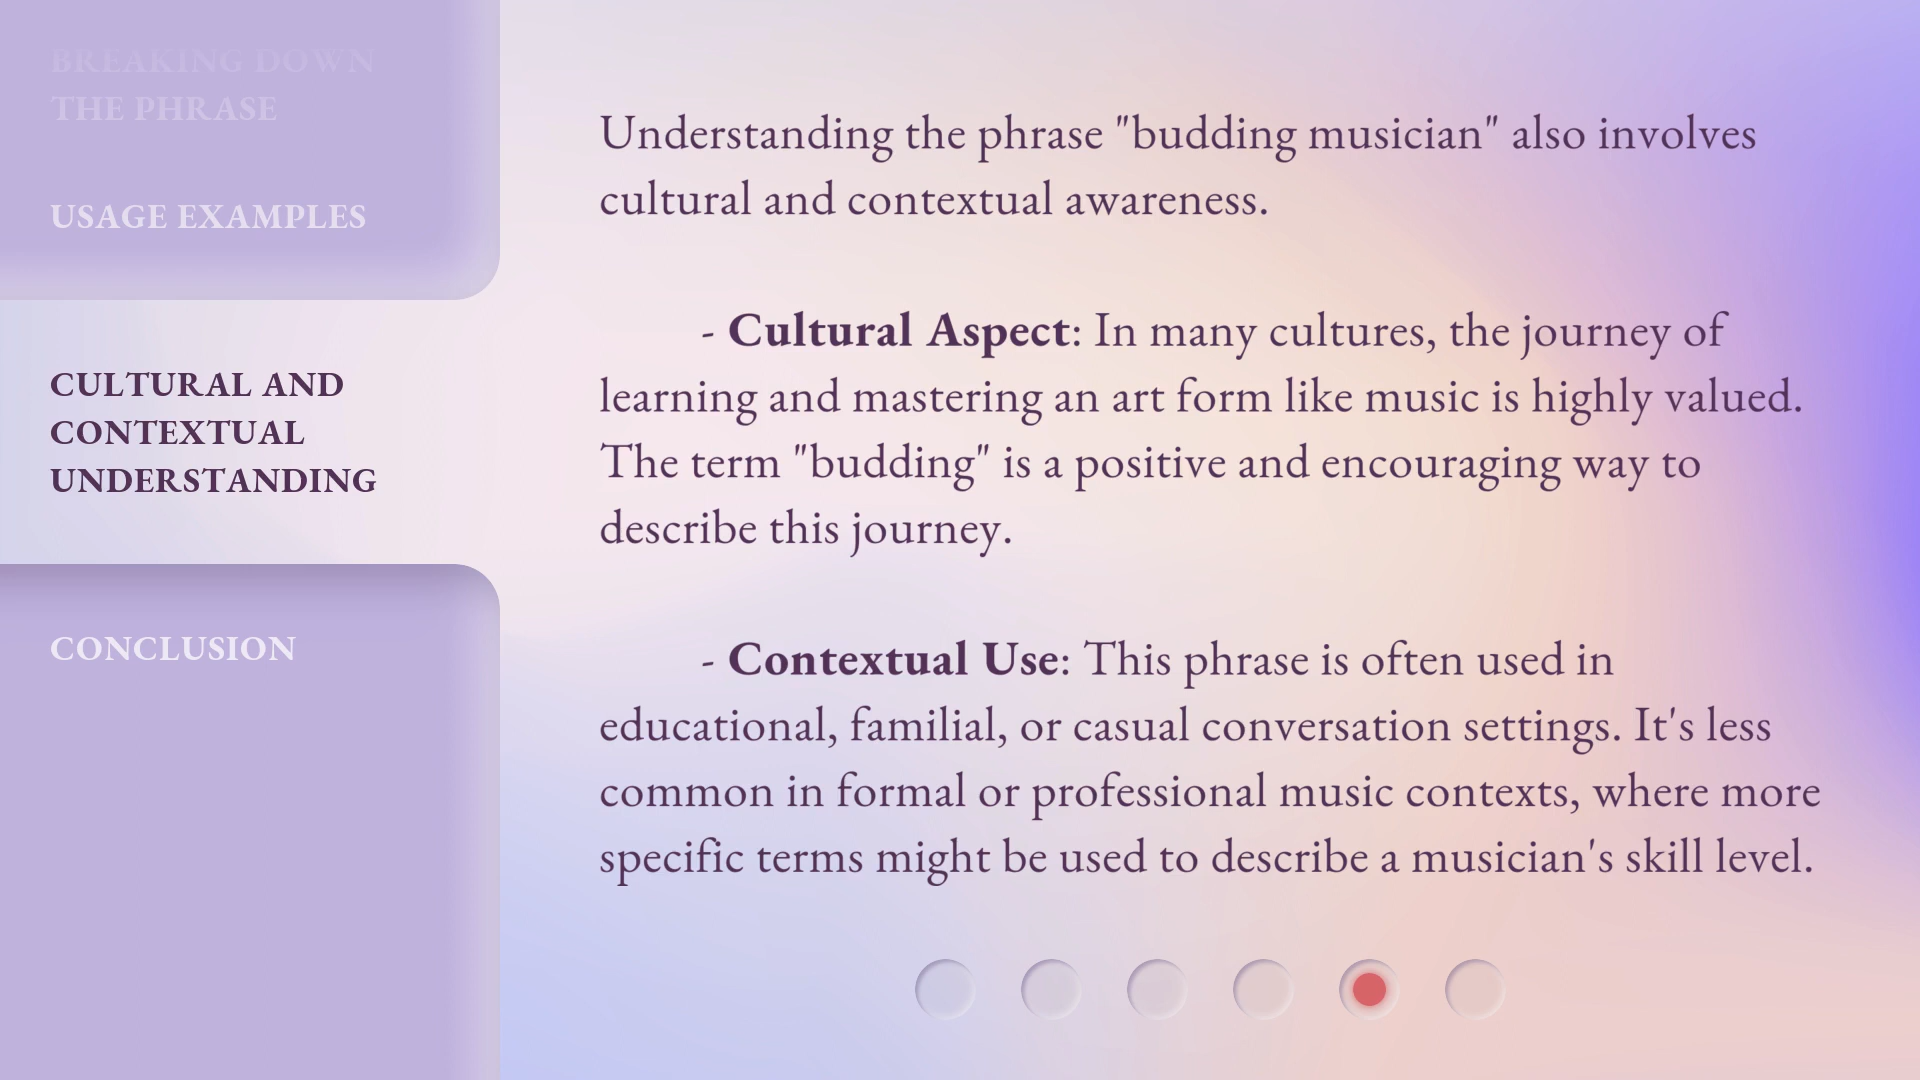 BREAKING DOWN
THE PHRASE
USAGE EXAMPLES
CULTURAL AND
CONTEXTUAL
UNDERSTANDING
CONCLUSION
Understanding the phrase "budding musician" also involves
cultural and contextual awareness.
- Cultural Aspect: In many cultures, the journey of
learning and mastering an art form like music is highly valued.
The term "budding" is a positive and encouraging way to
describe this journey.
- Contextual Use: This phrase is often used in
educational, familial, or casual conversation settings. It's less
common in formal or professional music contexts, where more
specific terms might be used to describe a musician's skill level.